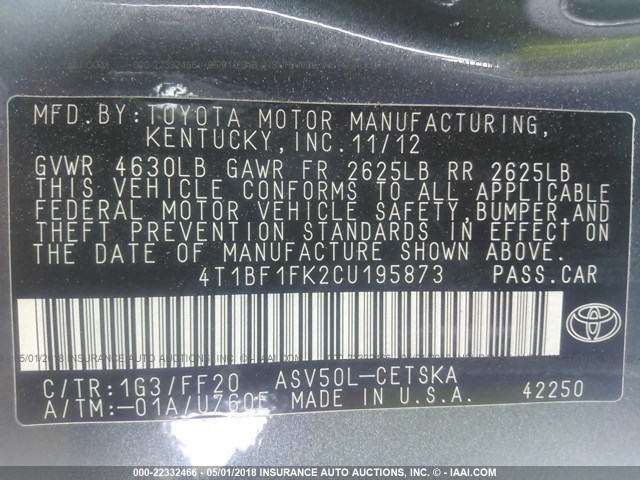 MFD.BY:TOYOTA MOTOR MANUFACTURING,
KENTUCKY,INC.11/12
GVWR 4630LB GAWR FR 2625LB RR 2625LB
THIS VEHICLE CONFORMS TO ALL APPLICABLE
FEDERAL MOTOR VEHICLE SAFETY,BUMPER,AND
THEFT PREVENTION STANDARDS IN EFFECT ON
THE DATE OF MANUFACTURE SHOWN ABOVE.
4T1BF1FK2CU195873 PASS.CAR
C/TR:1G3/FF20 ASV50L-CETSKA
A/TM:-01A/U760E MADE IN U.S.A. 42250
000-22332466 - 05/01/2018 - INSURANCE AUTO AUCTIONS, INC. - © IAAI.COM